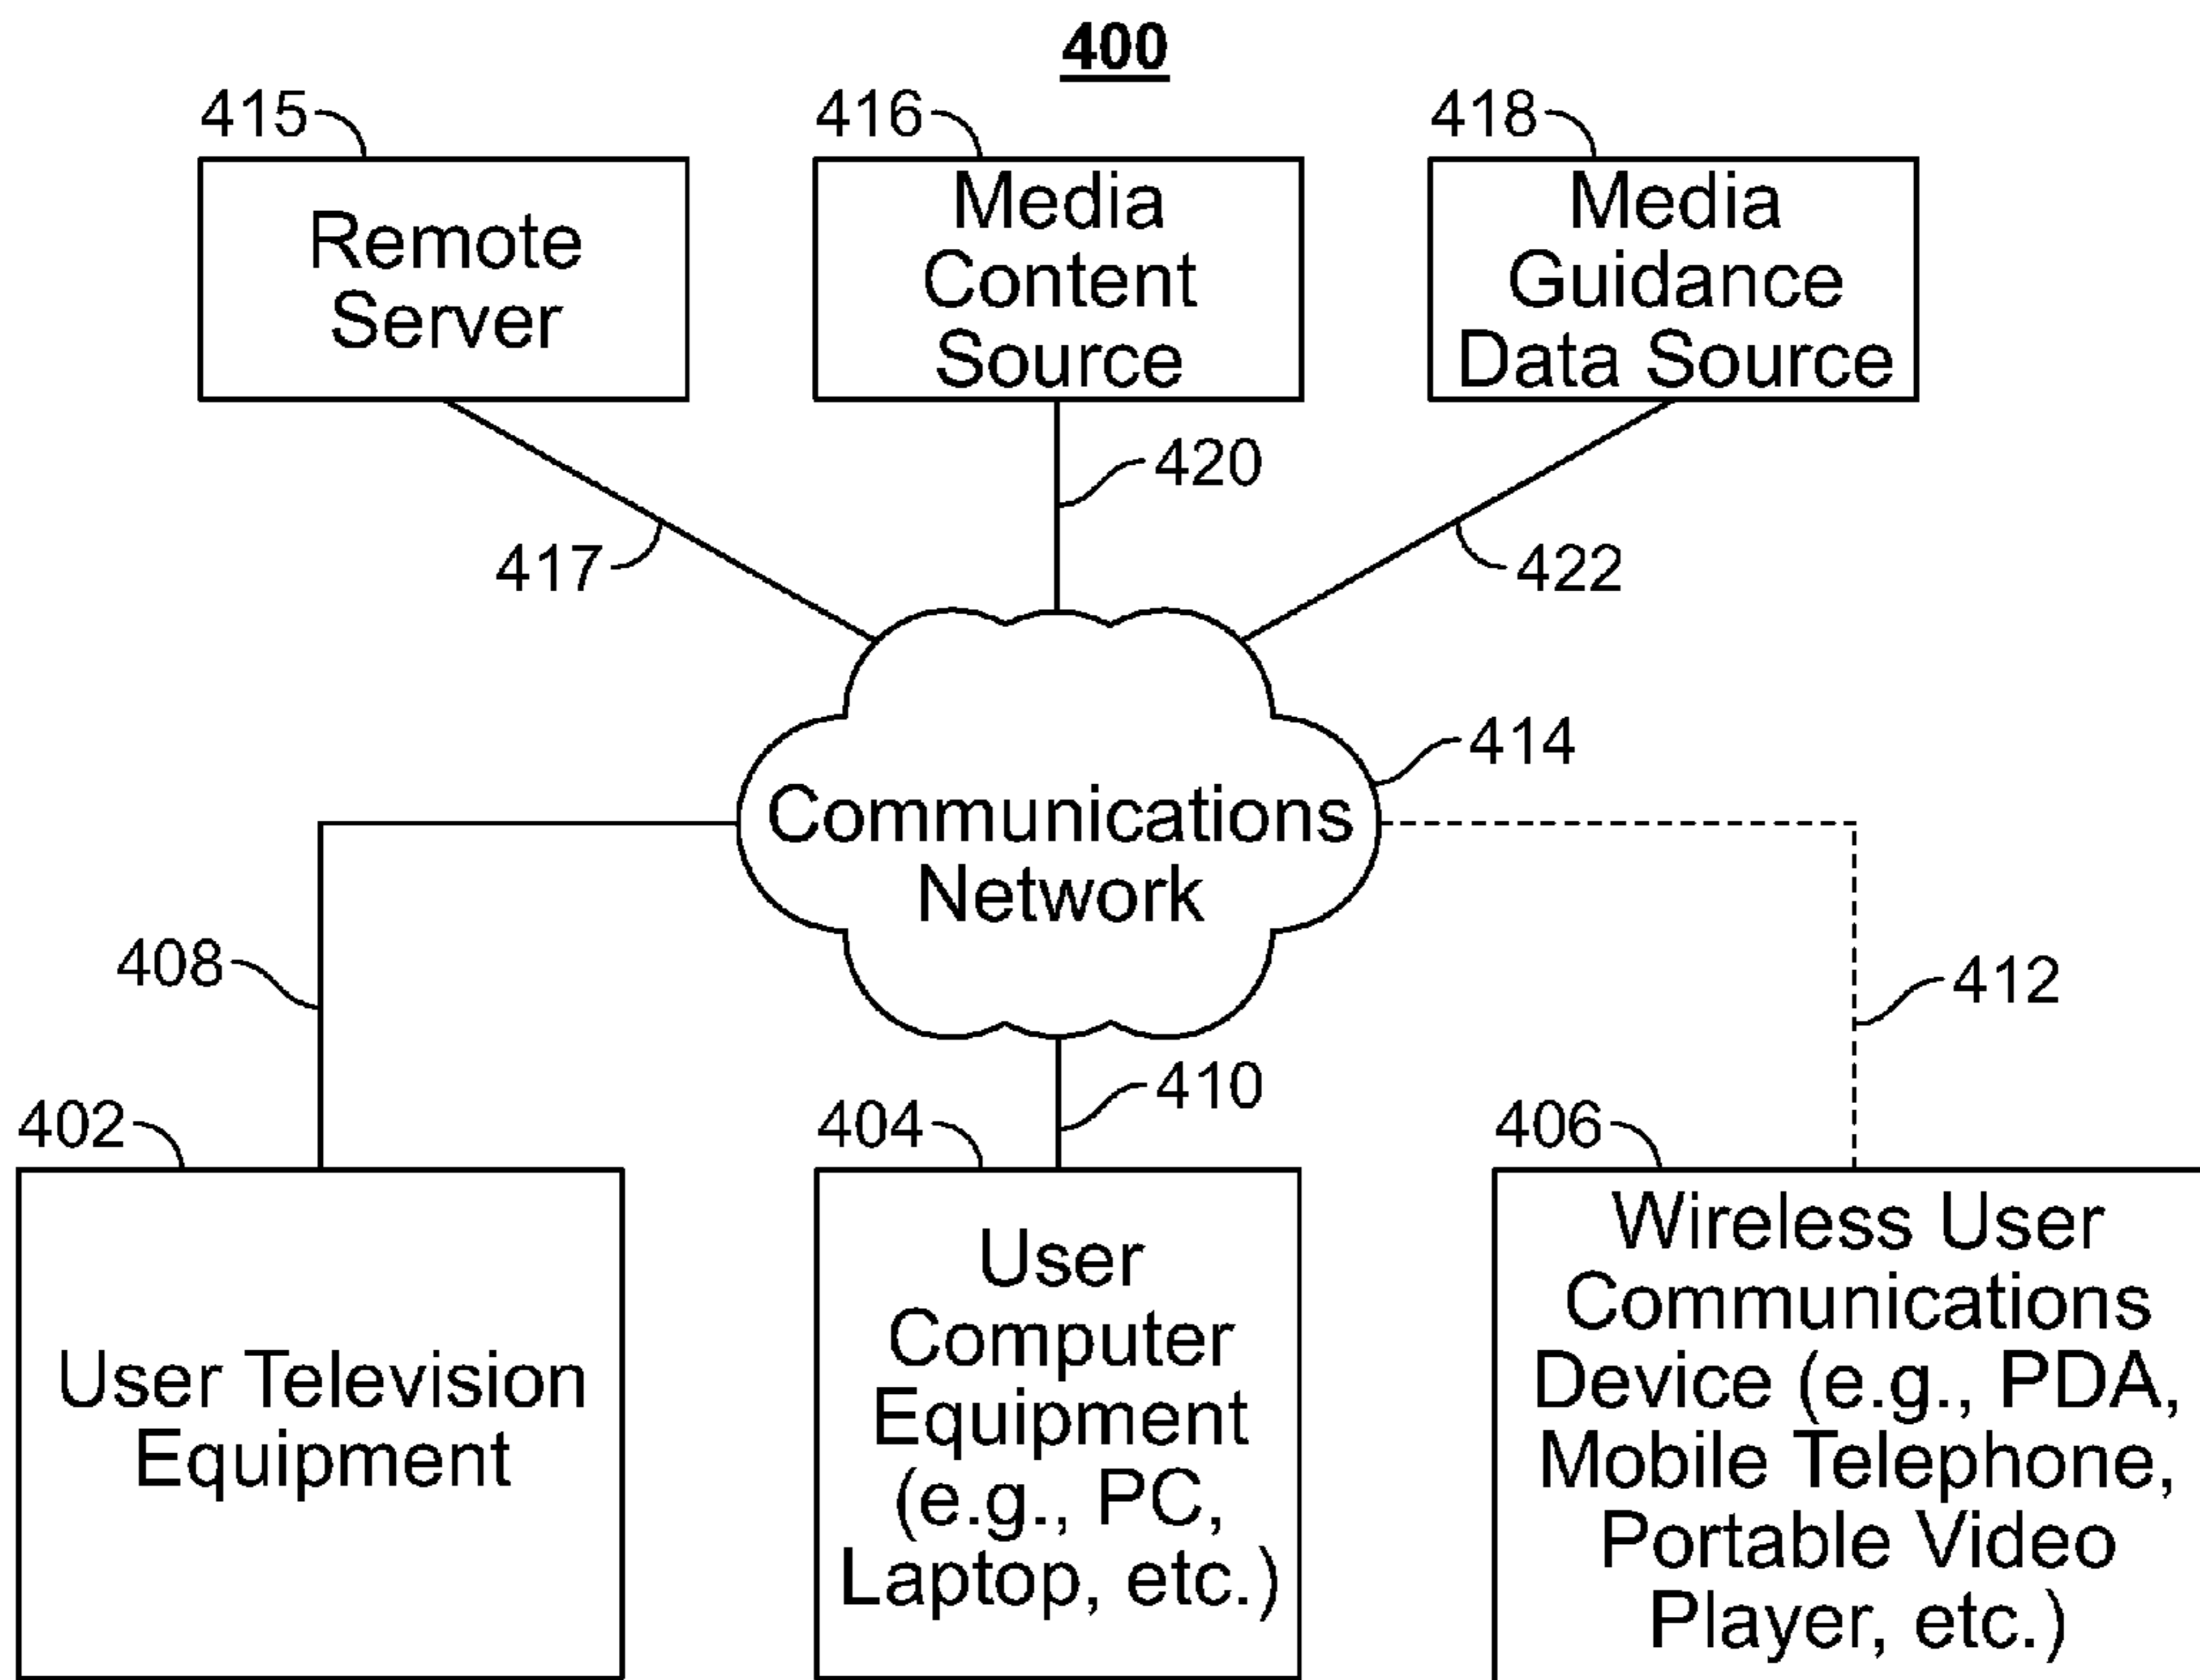 400
415
416
418
Remote
Server
Media
Content
Source
Media
Guidance
Data Source
420
417
422
414
Communications
Network
408
412
410
402
404
406
User Television
Equipment
User
Computer
Equipment
(e.g., PC,
Laptop, etc.)
Wireless User
Communications
Device (e.g., PDA,
Mobile Telephone,
Portable Video
Player, etc.)